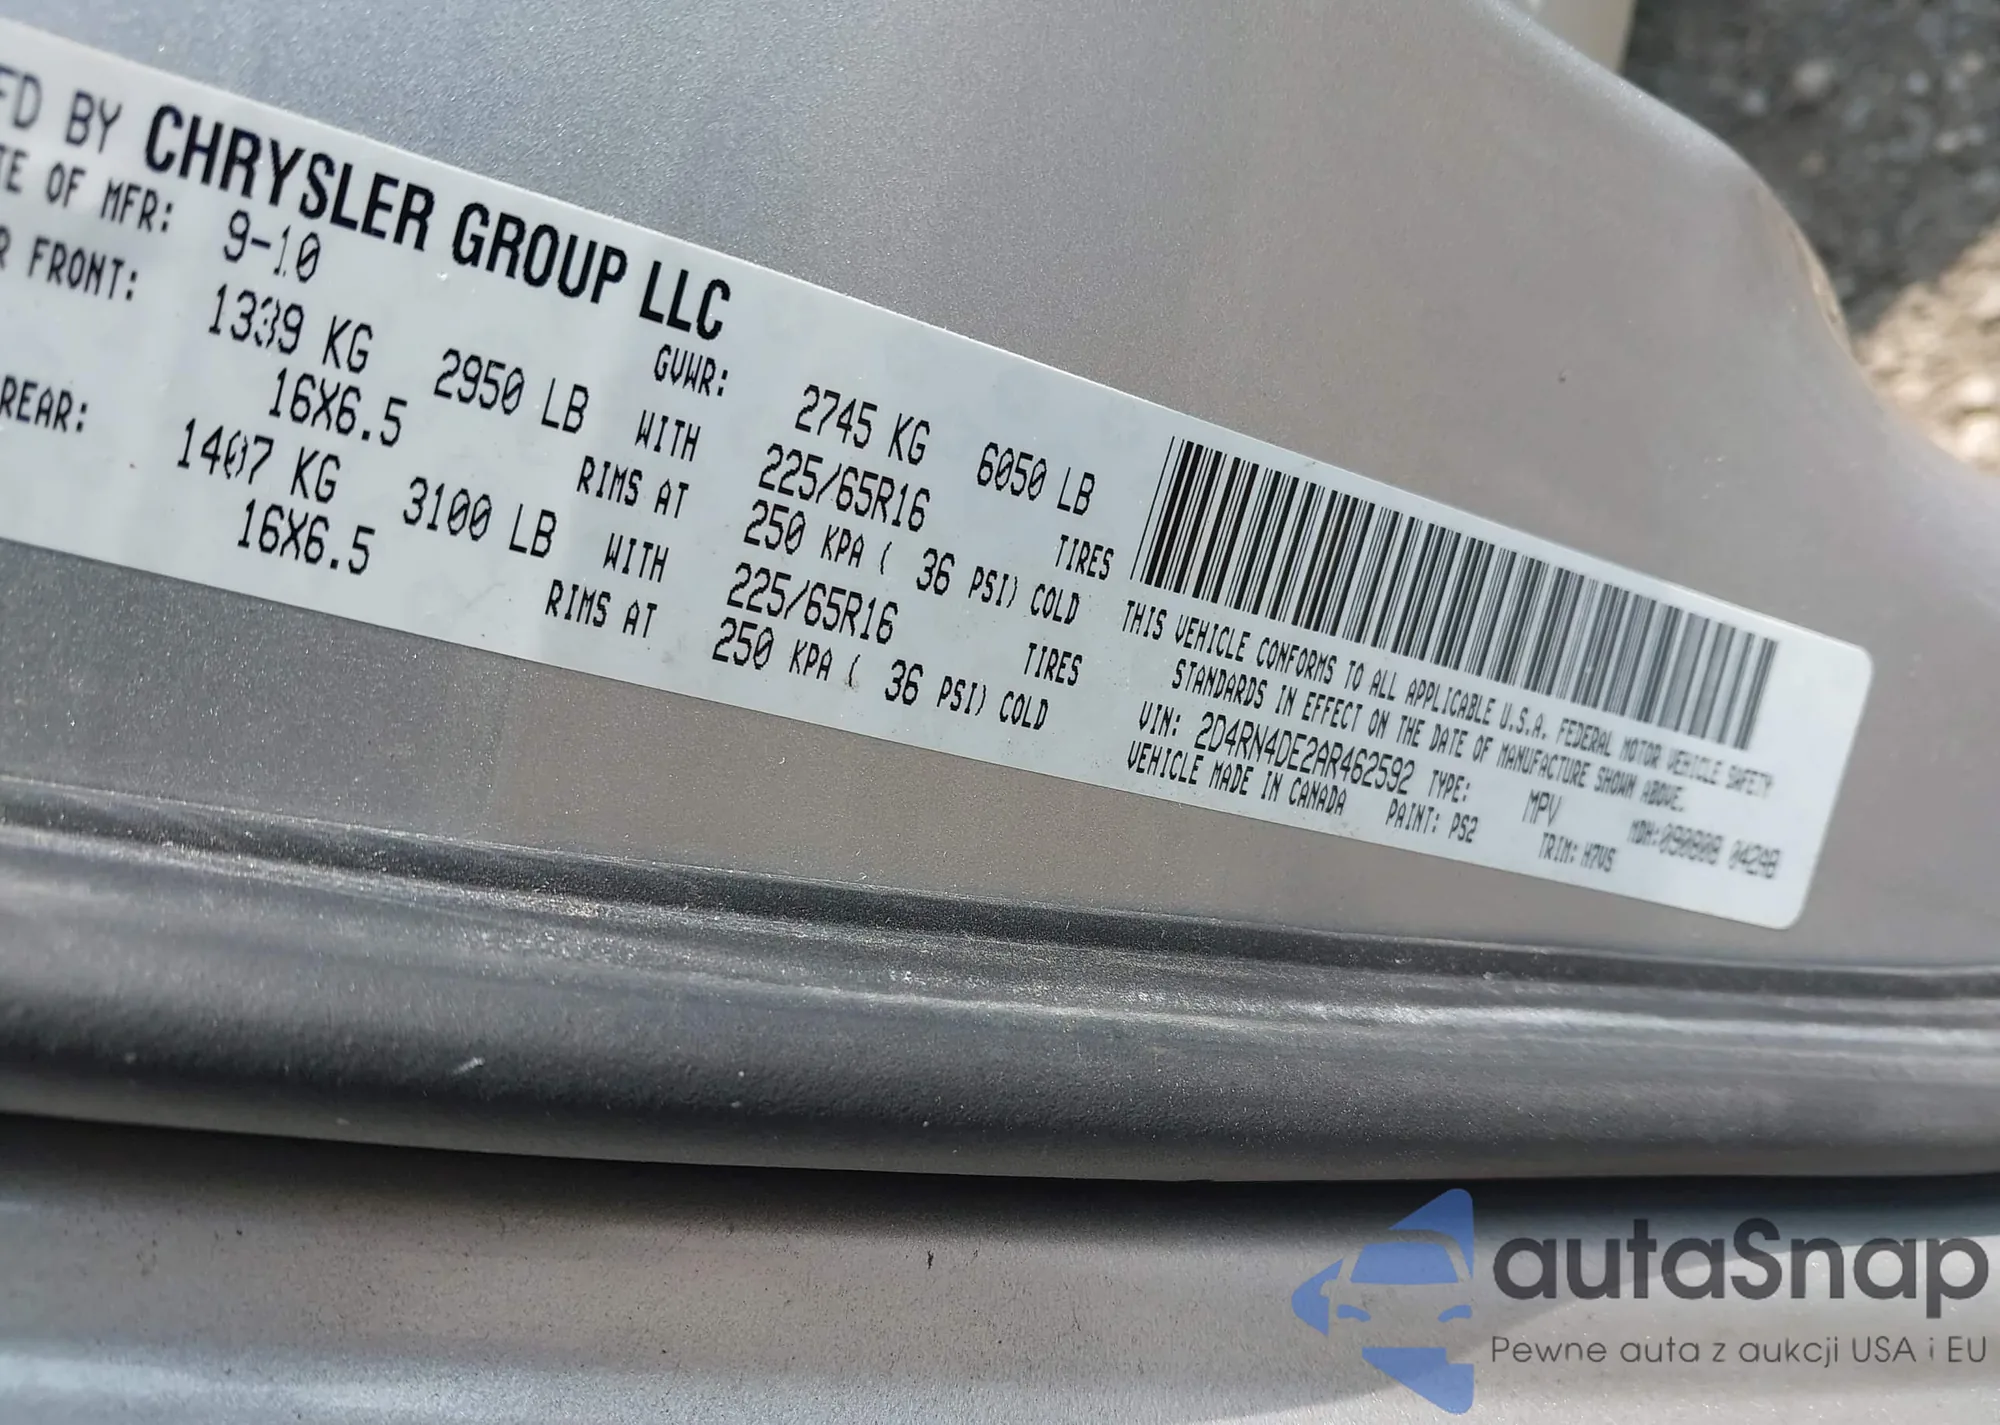 FD BY CHRYSLER GROUP LLC
TE OF MFR: 9-10 GVWR: 2745 KG 6050 LB
R FRONT: 1339 KG 2950 LB WITH 225/65R16 TIRES
16X6.5 RIMS AT 250 KPA ( 36 PSI) COLD
REAR: 1407 KG 3100 LB WITH 225/65R16 TIRES
16X6.5 RIMS AT 250 KPA ( 36 PSI) COLD
THIS VEHICLE CONFORMS TO ALL APPLICABLE U.S.A. FEDERAL MOTOR VEHICLE SAFETY
STANDARDS IN EFFECT ON THE DATE OF MANUFACTURE SHOWN ABOVE.
VIN: 2D4RN4DE2AR462592 TYPE: MPV MDH:090808 042AB
VEHICLE MADE IN CANADA PAINT: PS2 TRIM: H7VS
autaSnap
Pewne auta z aukcji USA i EU